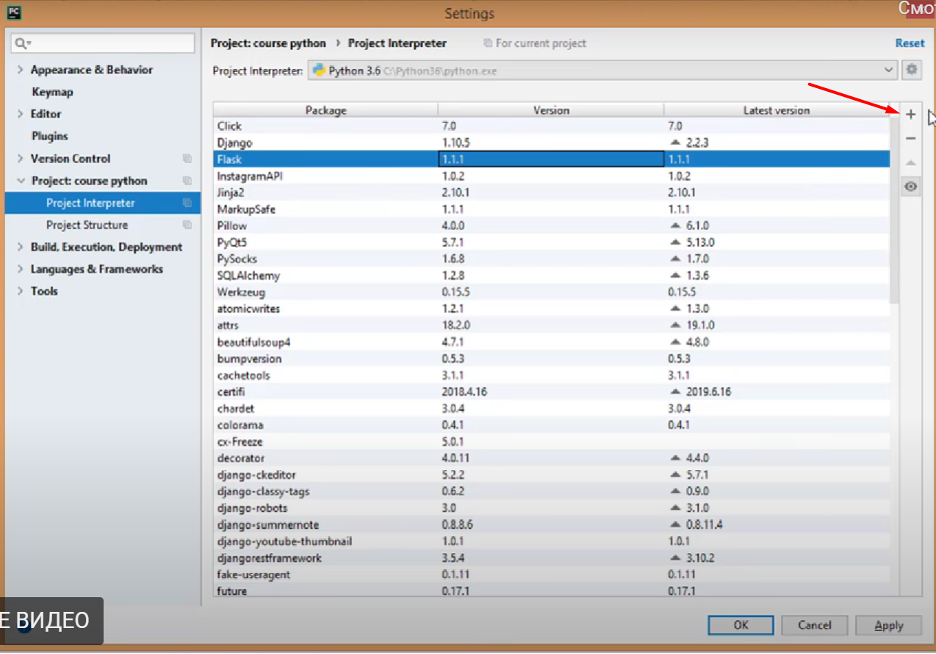 PC Settings Смот
Project: course python › Project Interpreter For current project Reset
Project Interpreter: Python 3.6 C:\Python36\python.exe
Appearance & Behavior
Keymap
Editor
Plugins
Version Control
Project: course python
Project Interpreter
Project Structure
Build, Execution, Deployment
Languages & Frameworks
Tools
Package Version Latest version
Click 7.0 7.0
Django 1.10.5 2.2.3
Flask 1.1.1 1.1.1
InstagramAPI 1.0.2 1.0.2
Jinja2 2.10.1 2.10.1
MarkupSafe 1.1.1 1.1.1
Pillow 4.0.0 6.1.0
PyQt5 5.7.1 5.13.0
PySocks 1.6.8 1.7.0
SQLAlchemy 1.2.8 1.3.6
Werkzeug 0.15.5 0.15.5
atomicwrites 1.2.1 1.3.0
attrs 18.2.0 19.1.0
beautifulsoup4 4.7.1 4.8.0
bumpversion 0.5.3 0.5.3
cachetools 3.1.1 3.1.1
certifi 2018.4.16 2019.6.16
chardet 3.0.4 3.0.4
colorama 0.4.1 0.4.1
cx-Freeze 5.0.1
decorator 4.0.11 4.4.0
django-ckeditor 5.2.2 5.7.1
django-classy-tags 0.6.2 0.9.0
django-robots 3.0 3.1.0
django-summernote 0.8.8.6 0.8.11.4
django-youtube-thumbnail 1.0.1 1.0.1
djangorestframework 3.5.4 3.10.2
fake-useragent 0.1.11 0.1.11
future 0.17.1 0.17.1
Е ВИДЕО
OK Cancel Apply